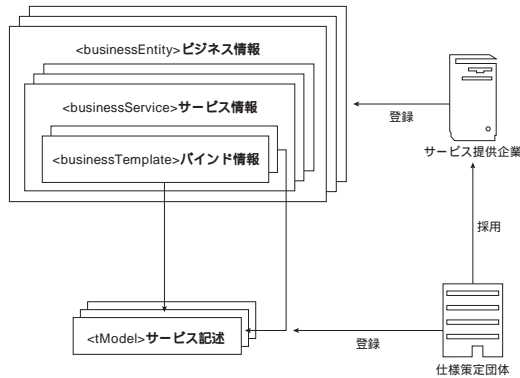 <businessEntity>ビジネス情報
<businessService>サービス情報
<businessTemplate>バインド情報
登録
サービス提供企業
採用
<tModel>サービス記述
登録
仕様策定団体